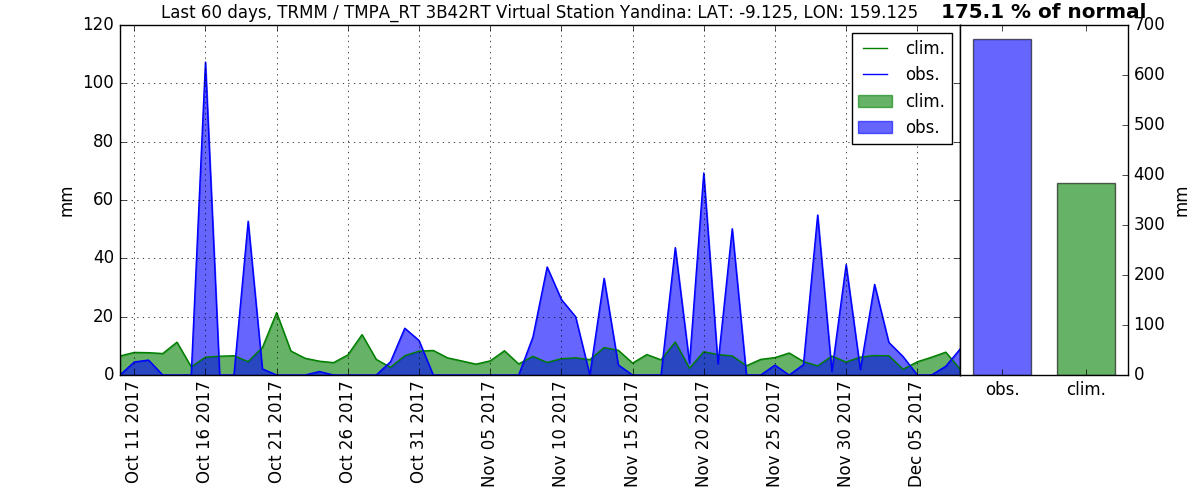 Last 60 days, TRMM / TMPA_RT 3B42RT Virtual Station Yandina: LAT: -9.125, LON: 159.125
175.1 % of normal
120
100
80
60
40
20
0
mm
clim.
obs.
clim.
obs.
Oct 11 2017
Oct 16 2017
Oct 21 2017
Oct 26 2017
Oct 31 2017
Nov 05 2017
Nov 10 2017
Nov 15 2017
Nov 20 2017
Nov 25 2017
Nov 30 2017
Dec 05 2017
700
600
500
400
300
200
100
0
mm
obs.
clim.